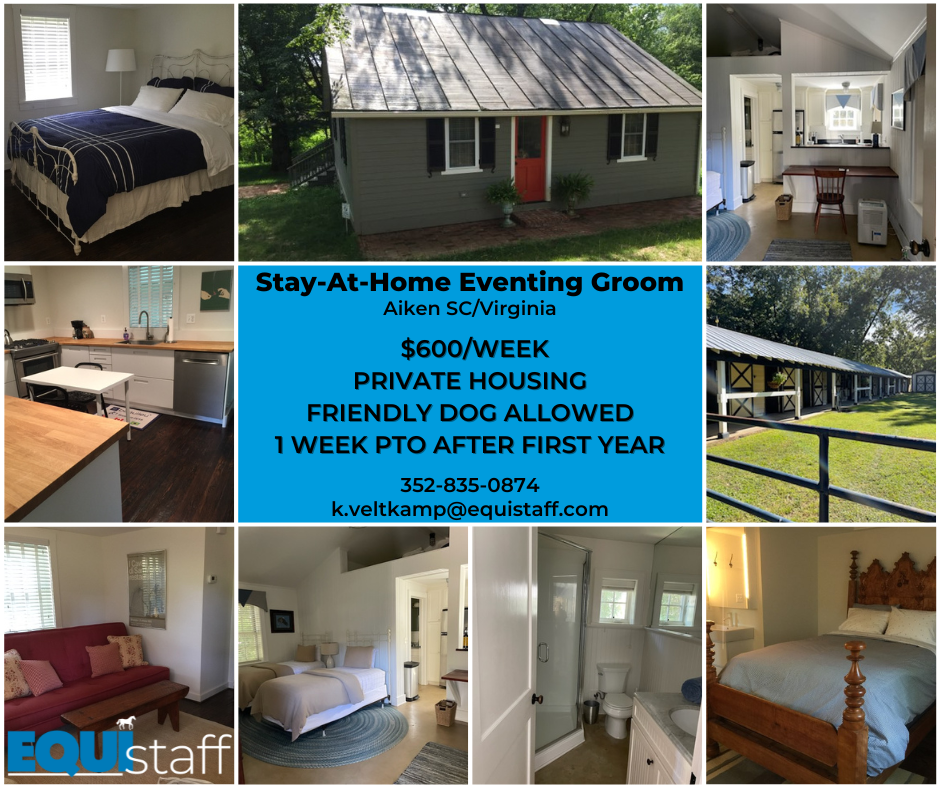 Stay-At-Home Eventing Groom
Aiken SC/Virginia
$600/WEEK
PRIVATE HOUSING
FRIENDLY DOG ALLOWED
1 WEEK PTO AFTER FIRST YEAR
352-835-0874
k.veltkamp@equistaff.com
EQUIstaff